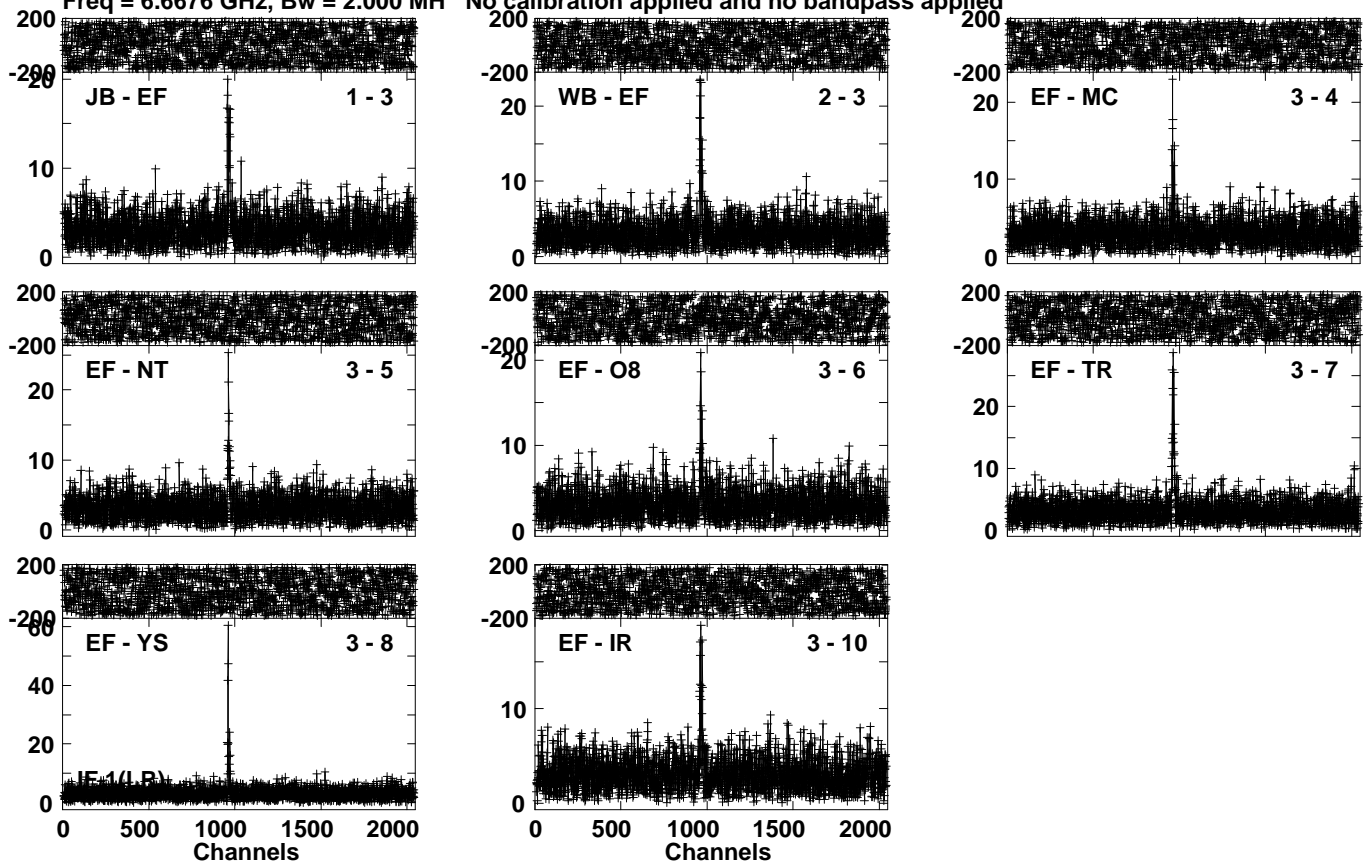 Freq = 6.6676 GHz, Bw = 2.000 MH No calibration applied and no bandpass applied
200 200 200
-200 -200 -200
20 JB - EF 1 - 3
10
0
20 WB - EF 2 - 3
10
0
20 EF - MC 3 - 4
10
0
200 200 200
-200 -200 -200
EF - NT 3 - 5
20
10
0
20 EF - O8 3 - 6
10
0
EF - TR 3 - 7
20
10
0
200 200
-200 -200
60 EF - YS 3 - 8
40
20
IF 1(LR)
0
EF - IR 3 - 10
10
0
0 500 1000 1500 2000
Channels
0 500 1000 1500 2000
Channels